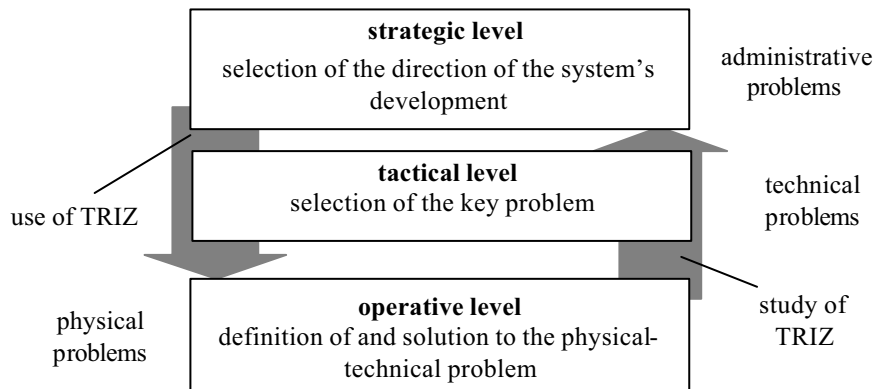 strategic level
selection of the direction of the system's
development
administrative
problems
tactical level
selection of the key problem
use of TRIZ
technical
problems
operative level
definition of and solution to the physical-
technical problem
physical
problems
study of
TRIZ